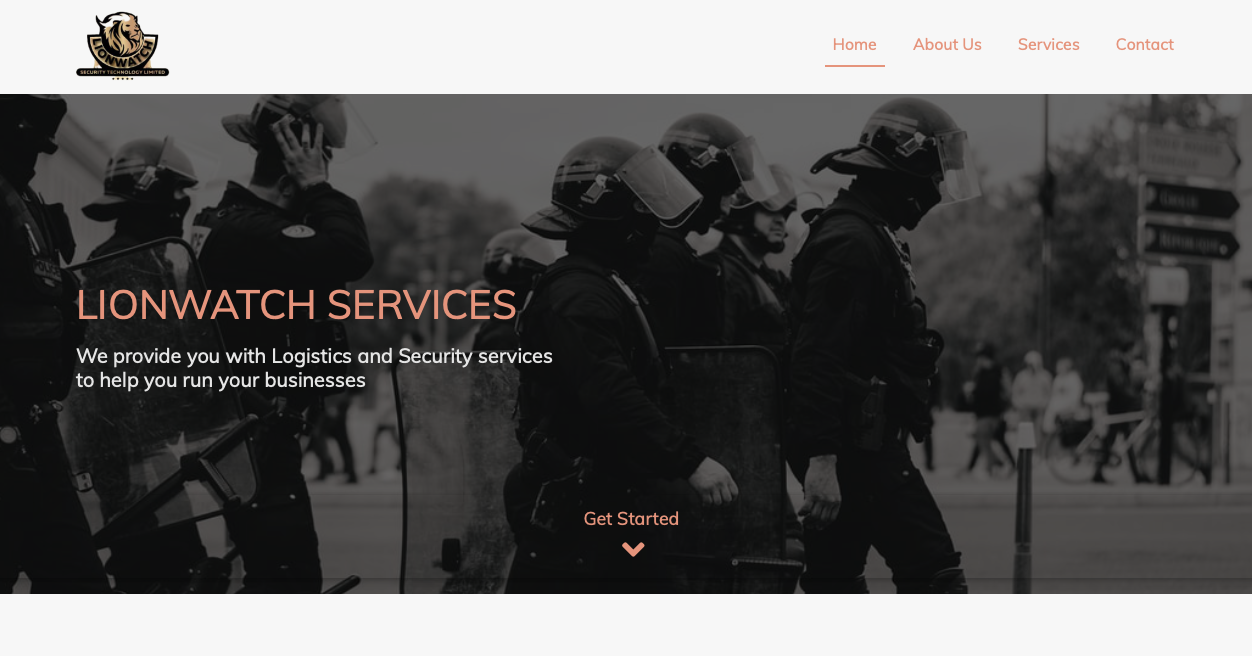 LIONWATCH
SECURITY TECHNOLOGY LIMITED
Home
About Us
Services
Contact
LIONWATCH SERVICES
We provide you with Logistics and Security services
to help you run your businesses
Get Started